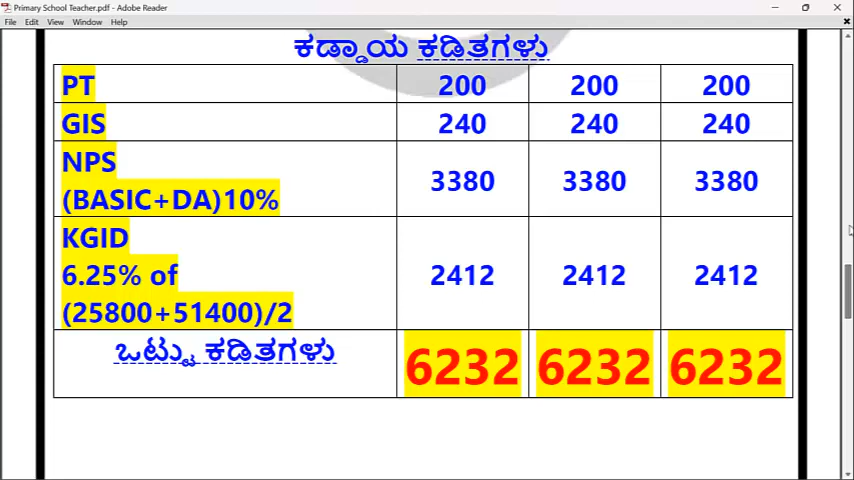 Primary School Teacher.pdf - Adobe Reader
File Edit View Window Help
ಕಡ್ಡಾಯ ಕಡಿತಗಳು
PT 200 200 200
GIS 240 240 240
NPS
(BASIC+DA)10% 3380 3380 3380
KGID
6.25% of 2412 2412 2412
(25800+51400)/2
ಒಟ್ಟು ಕಡಿತಗಳು 6232 6232 6232